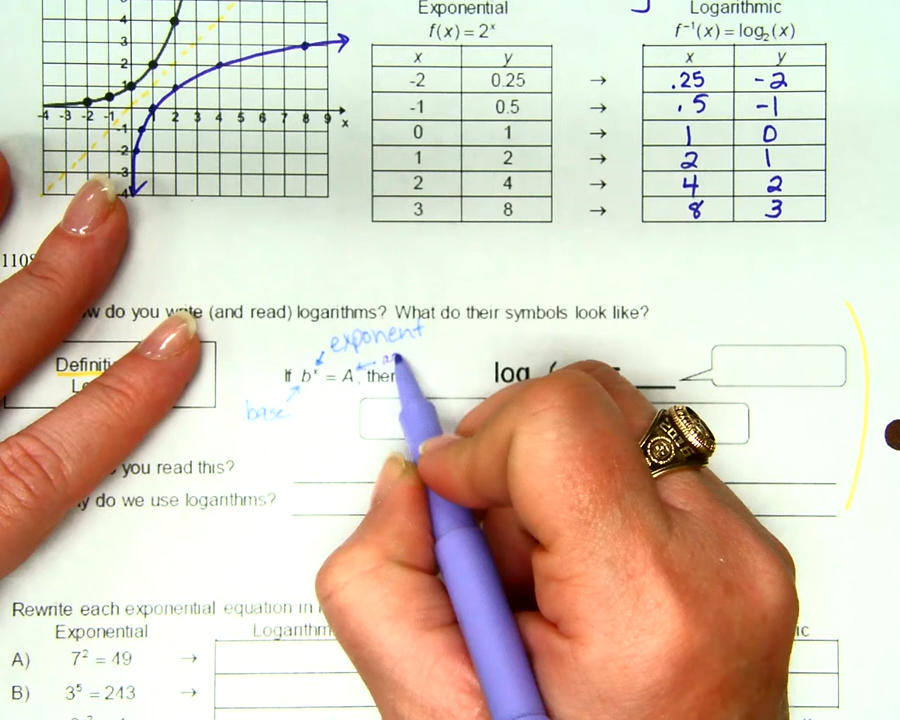 Exponential Logarithmic
f(x) = 2ˣ f⁻¹(x) = log₂(x)
4
3
2
1
-4 -3 -2 -1 2 3 4 5 6 7 8 9 x
-1
-2
-3
-4
x y x y
-2 0.25 → .25 -2
-1 0.5 → .5 -1
0 1 → 1 0
1 2 → 2 1
2 4 → 4 2
3 8 → 8 3
do you write (and read) logarithms? What do their symbols look like?
exponent
If bˣ = A, then log
base
you read this?
do we use logarithms?
Rewrite each exponential equation in
Exponential
A) 7² = 49 →
B) 3⁵ = 243 →